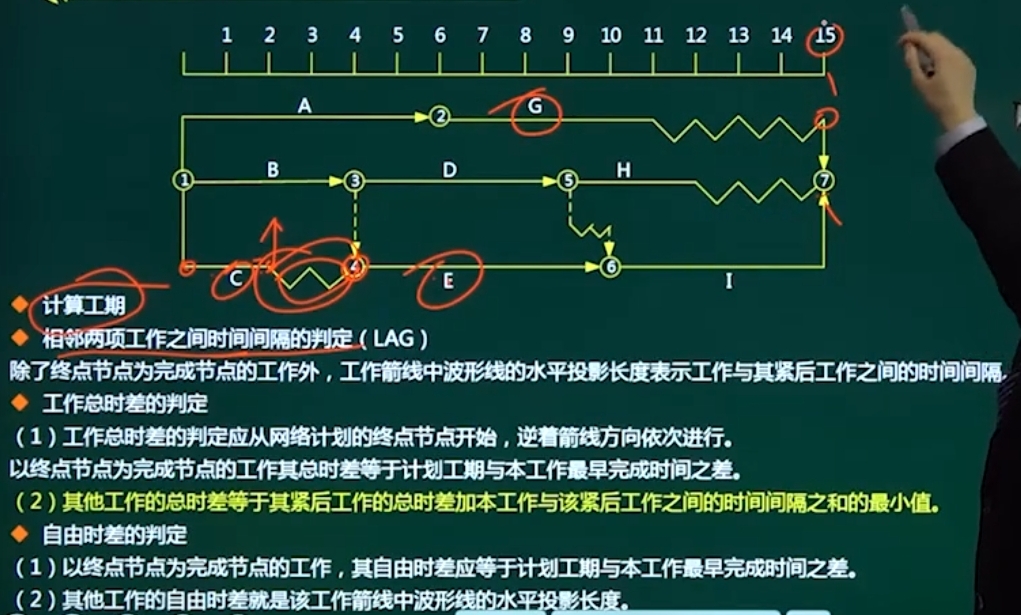 1 2 3 4 5 6 7 8 9 10 11 12 13 14 15
A ② G
① B ③ D ⑤ H ⑦
C ④ E ⑥ I
计算工期
相邻两项工作之间时间间隔的判定（LAG）
除了终点节点为完成节点的工作外，工作箭线中波形线的水平投影长度表示工作与其紧后工作之间的时间间隔.
工作总时差的判定
（1）工作总时差的判定应从网络计划的终点节点开始，逆着箭线方向依次进行。
以终点节点为完成节点的工作其总时差等于计划工期与本工作最早完成时间之差。
（2）其他工作的总时差等于其紧后工作的总时差加本工作与该紧后工作之间的时间间隔之和的最小值。
自由时差的判定
（1）以终点节点为完成节点的工作，其自由时差应等于计划工期与本工作最早完成时间之差。
（2）其他工作的自由时差就是该工作箭线中波形线的水平投影长度。